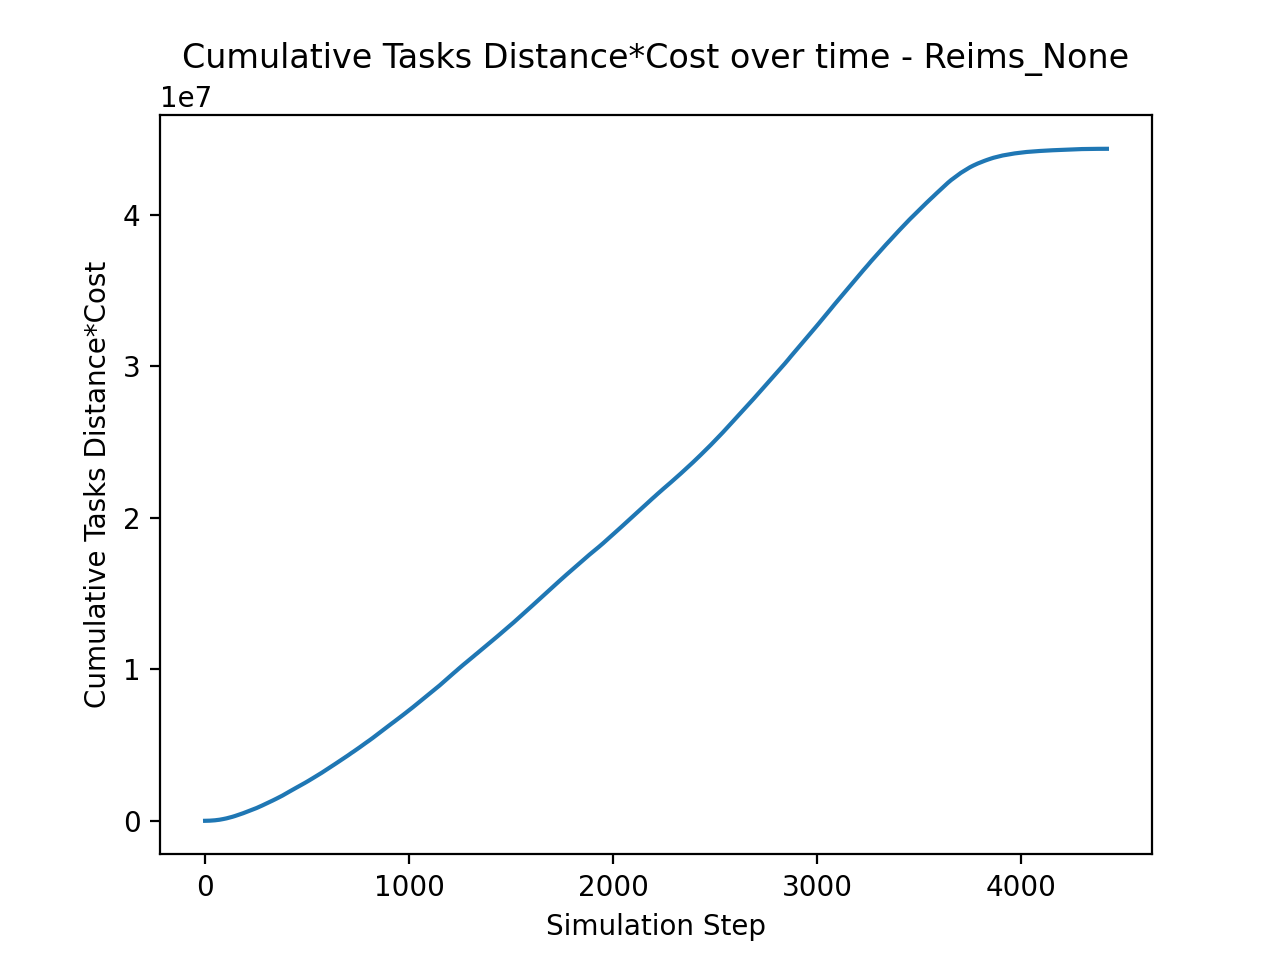 Cumulative Tasks Distance*Cost over time - Reims_None
1e7
4
3
2
1
0
Cumulative Tasks Distance*Cost
0 1000 2000 3000 4000
Simulation Step